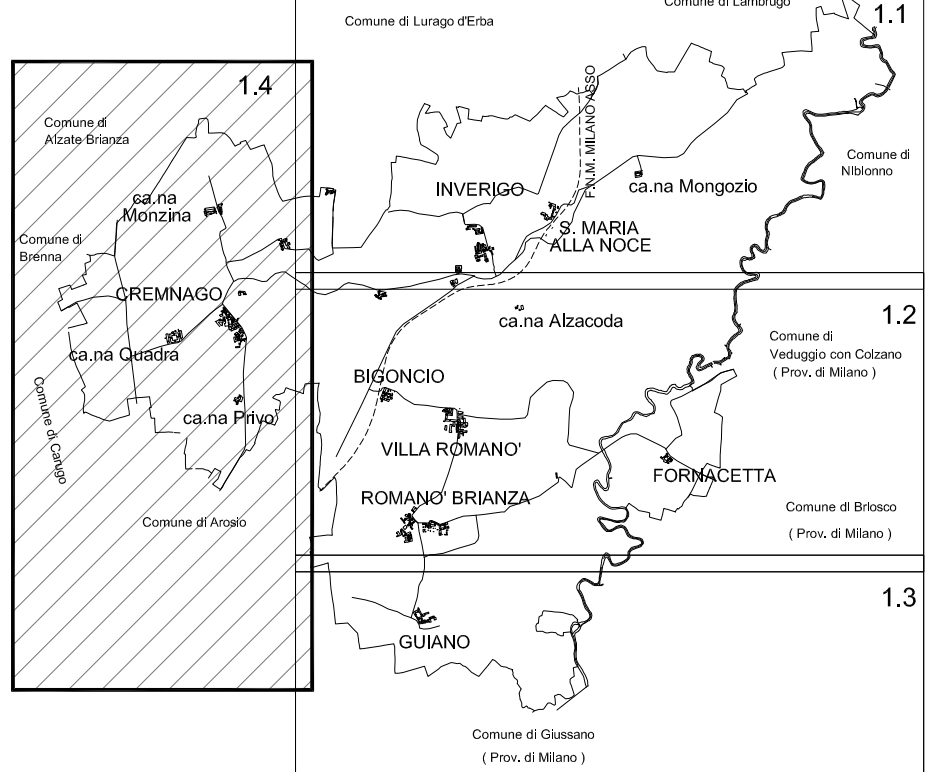 Comune di Lambrugo
Comune di Lurago d'Erba
1.1
1.4
F.N.M. MILANO ASSO
Comune di
Alzate Brianza
Comune di
NIbIonno
INVERIGO
ca.na Mongozio
ca.na
Monzina
S. MARIA
ALLA NOCE
Comune di
Brenna
CREMNAGO
1.2
ca.na Alzacoda
Comune di
Veduggio con Colzano
( Prov. di Milano )
ca.na Quadra
BIGONCIO
Comune di Carugo
ca.na Privo
VILLA ROMANO'
FORNACETTA
ROMANO' BRIANZA
Comune di BrIosco
( Prov. di Milano )
Comune di Arosio
1.3
GUIANO
Comune di Giussano
( Prov. di Milano )